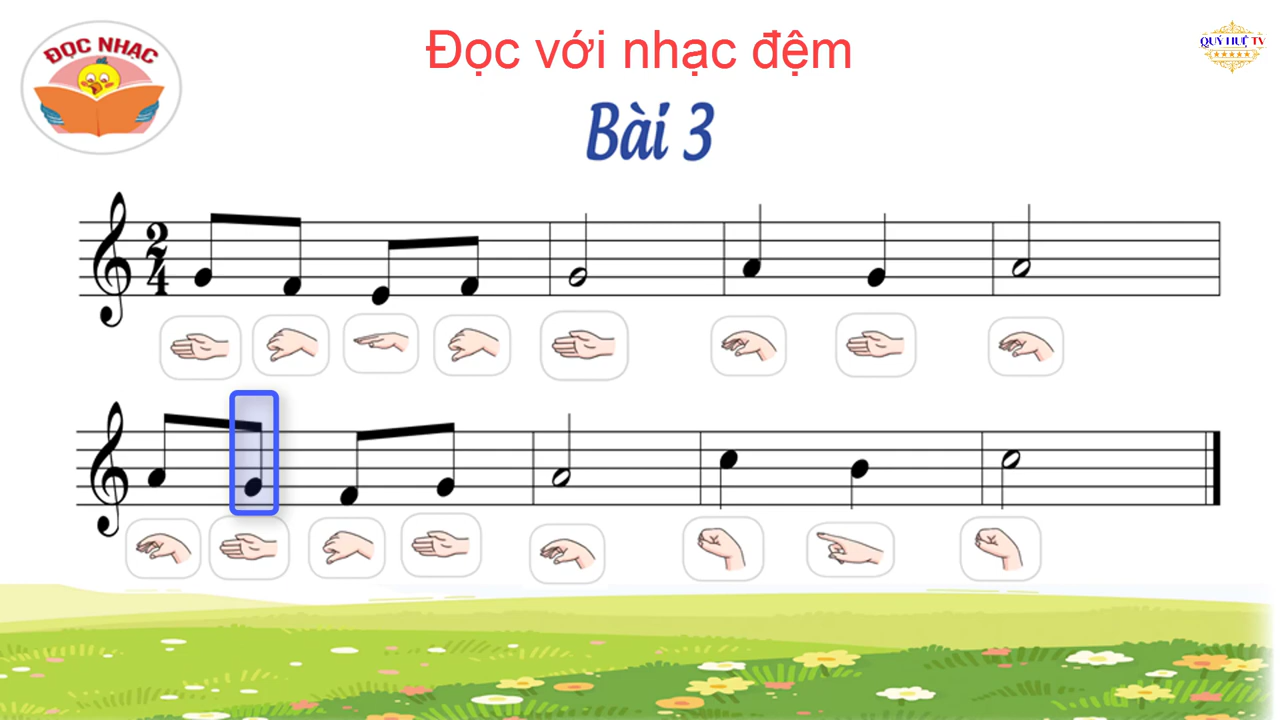 Đọc với nhạc đệm
ĐỌC NHẠC
QUÝ HUỆ TV
Bài 3
2
4